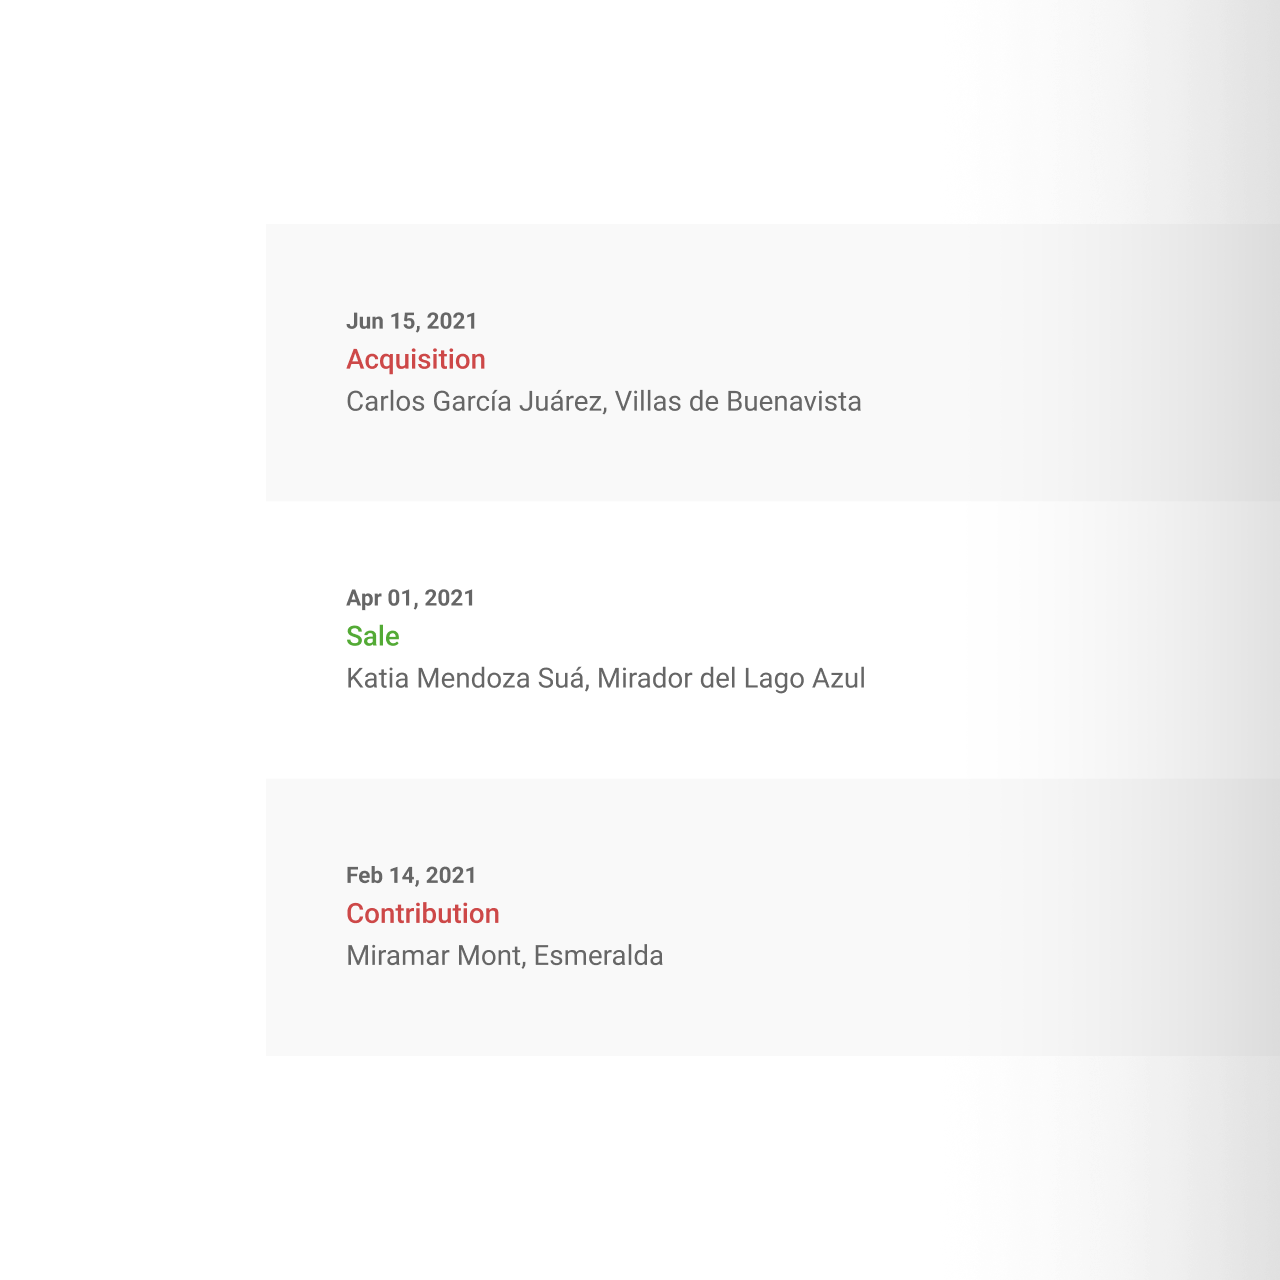 Jun 15, 2021
Acquisition
Carlos García Juárez, Villas de Buenavista
Apr 01, 2021
Sale
Katia Mendoza Suá, Mirador del Lago Azul
Feb 14, 2021
Contribution
Miramar Mont, Esmeralda